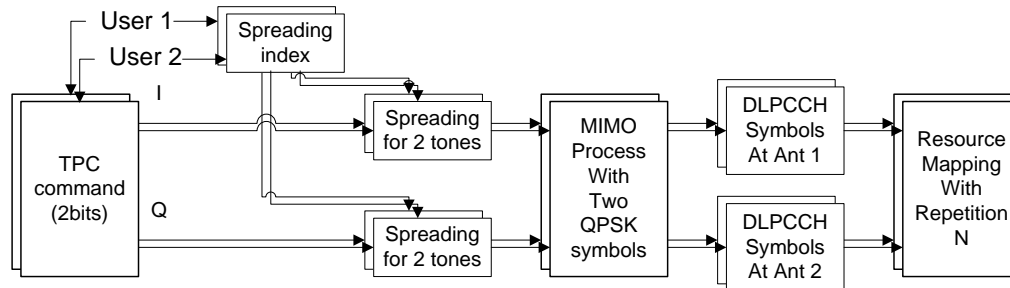 User 1
User 2
Spreading
index
I
Q
TPC
command
(2bits)
Spreading
for 2 tones
Spreading
for 2 tones
MIMO
Process
With
Two
QPSK
symbols
DLPCCH
Symbols
At Ant 1
DLPCCH
Symbols
At Ant 2
Resource
Mapping
With
Repetition
N